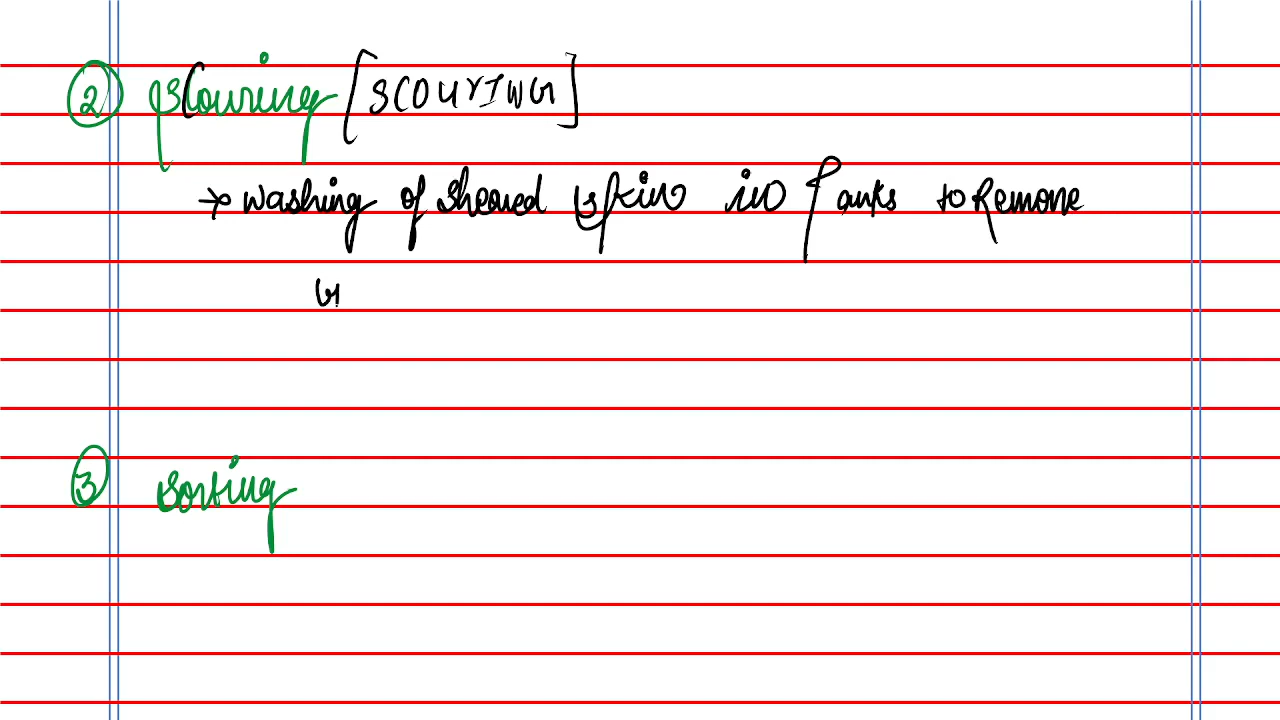 ② Scouring [SCOURING]
→ Washing of sheared skin in Tanks to Remove
G
③ Sorting